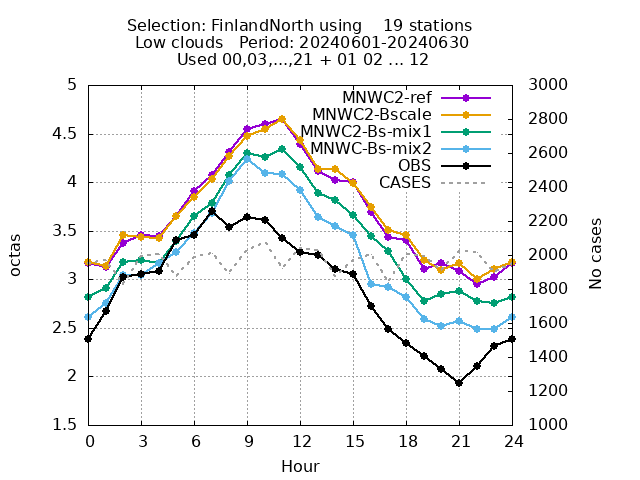 Selection: FinlandNorth using    19 stations
Low clouds   Period: 20240601-20240630
Used 00,03,...,21 + 01 02 ... 12
5
4.5
4
3.5
3
2.5
2
1.5
octas
3000
2800
2600
2400
2200
2000
1800
1600
1400
1200
1000
No cases
MNWC2-ref
MNWC2-Bscale
MNWC2-Bs-mix1
MNWC-Bs-mix2
OBS
CASES
0 3 6 9 12 15 18 21 24
Hour